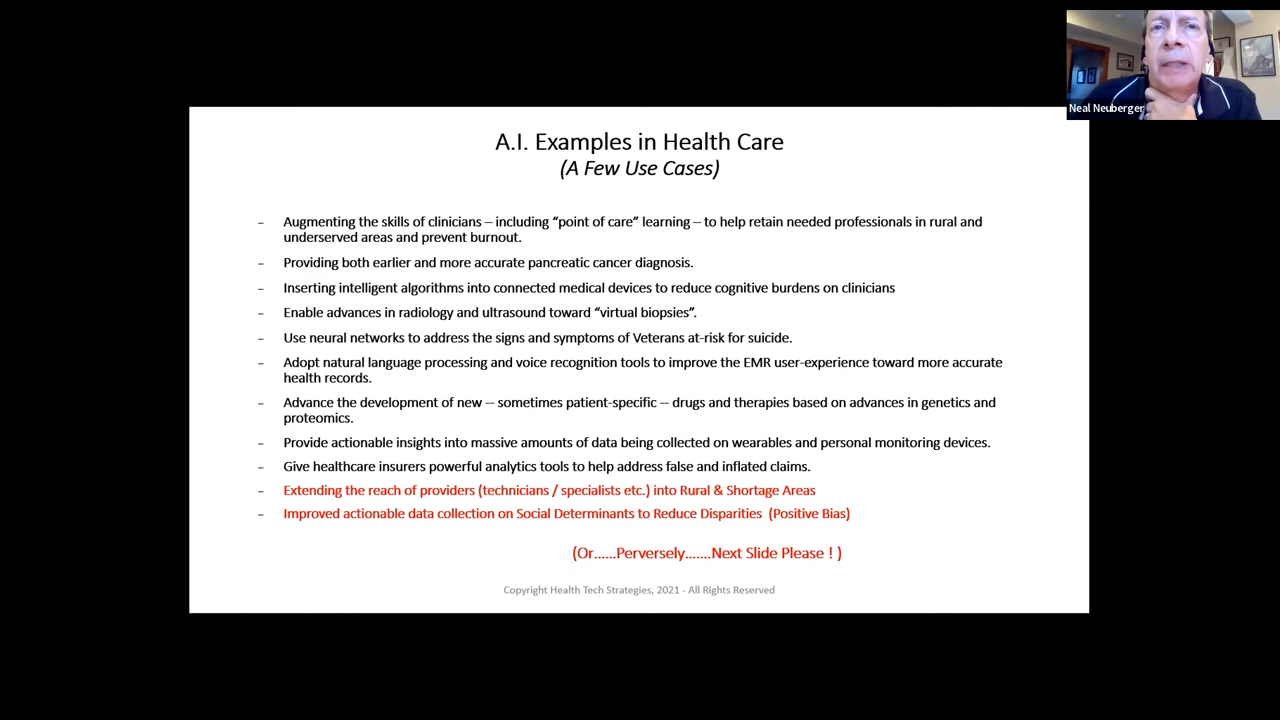 Neal Neuberger
A.I. Examples in Health Care
(A Few Use Cases)
– Augmenting the skills of clinicians – including “point of care” learning – to help retain needed professionals in rural and
underserved areas and prevent burnout.
– Providing both earlier and more accurate pancreatic cancer diagnosis.
– Inserting intelligent algorithms into connected medical devices to reduce cognitive burdens on clinicians
– Enable advances in radiology and ultrasound toward “virtual biopsies”.
– Use neural networks to address the signs and symptoms of Veterans at-risk for suicide.
– Adopt natural language processing and voice recognition tools to improve the EMR user-experience toward more accurate
health records.
– Advance the development of new -- sometimes patient-specific -- drugs and therapies based on advances in genetics and
proteomics.
– Provide actionable insights into massive amounts of data being collected on wearables and personal monitoring devices.
– Give healthcare insurers powerful analytics tools to help address false and inflated claims.
– Extending the reach of providers (technicians / specialists etc.) into Rural & Shortage Areas
– Improved actionable data collection on Social Determinants to Reduce Disparities (Positive Bias)
(Or......Perversely.......Next Slide Please ! )
Copyright Health Tech Strategies, 2021 - All Rights Reserved